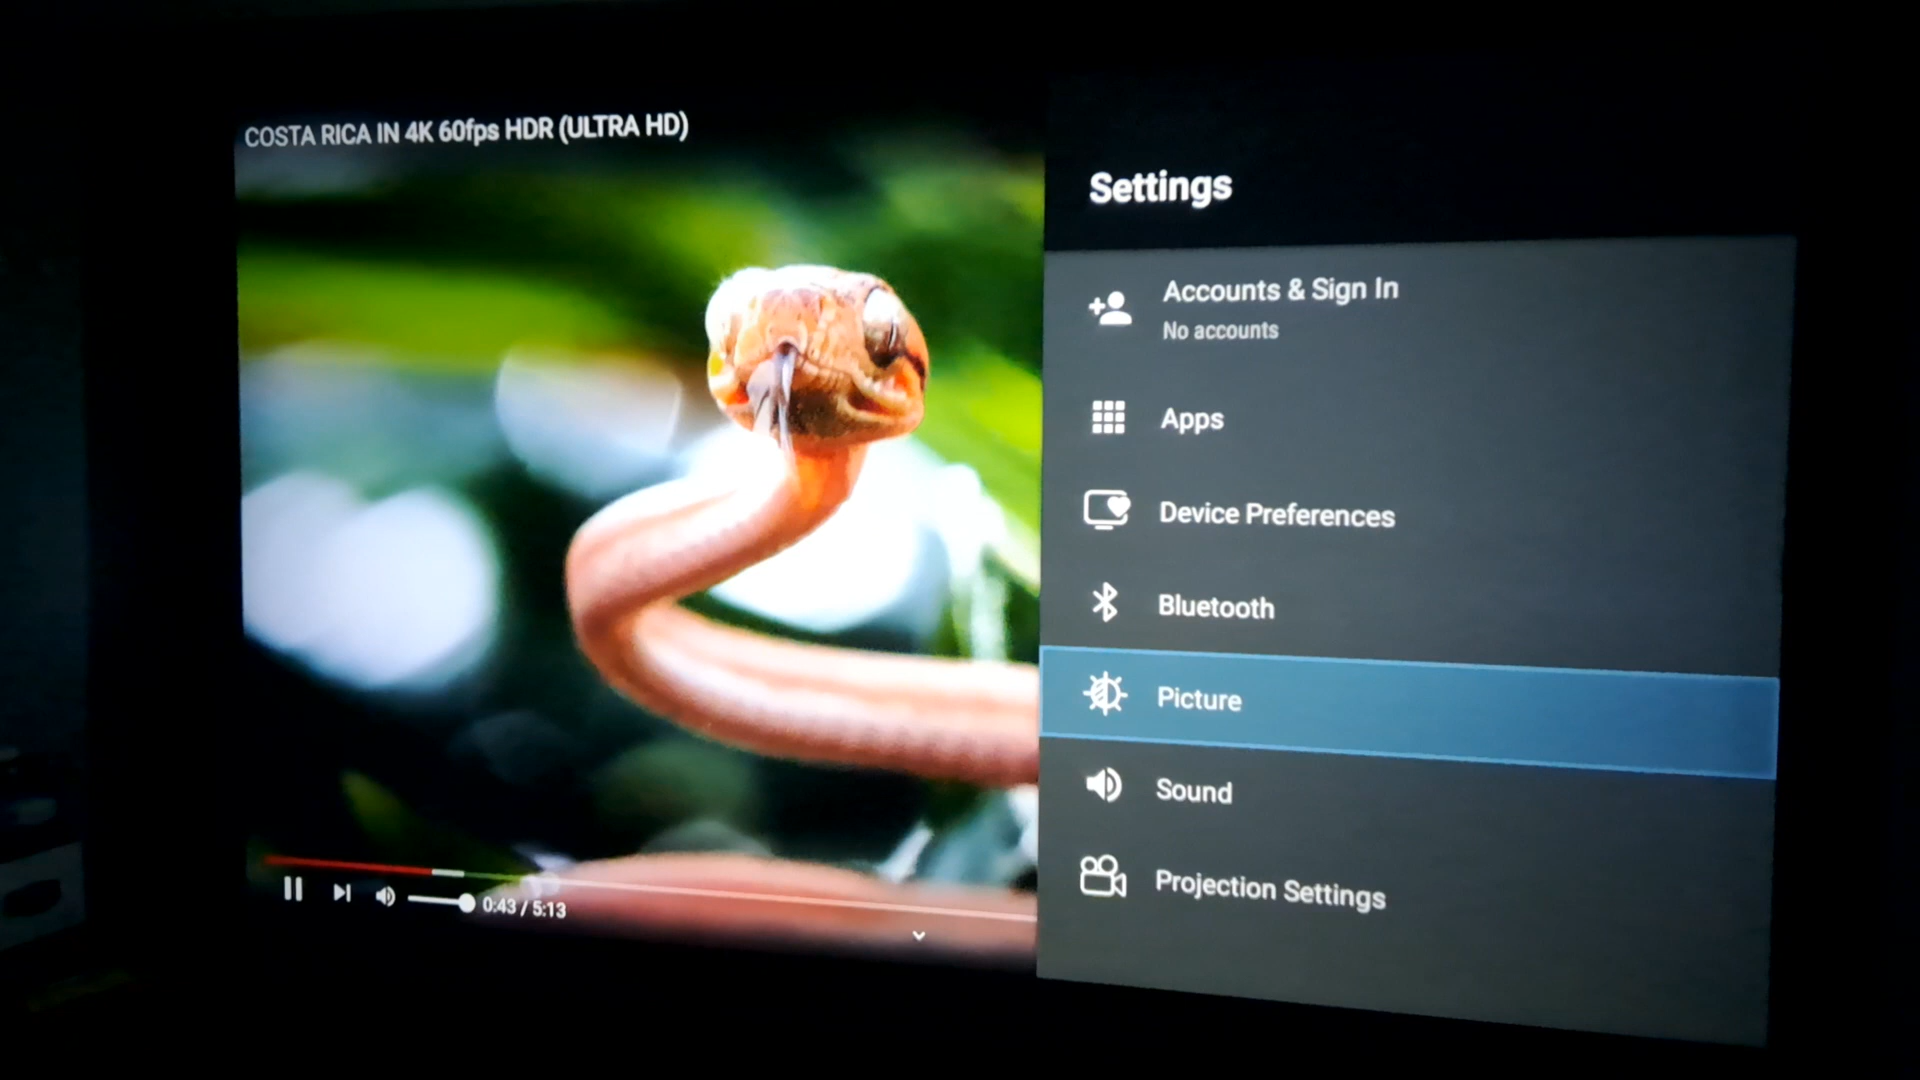 COSTA RICA IN 4K 60fps HDR (ULTRA HD)
Settings
Accounts & Sign In
No accounts
Apps
Device Preferences
Bluetooth
Picture
Sound
Projection Settings
0:43 / 5:13